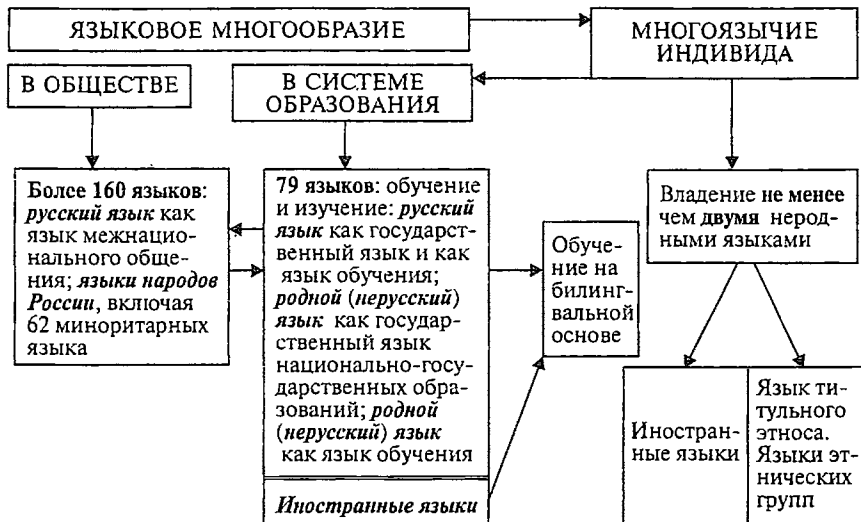 ЯЗЫКОВОЕ МНОГООБРАЗИЕ
МНОГОЯЗЫЧИЕ
ИНДИВИДА
В ОБЩЕСТВЕ
В СИСТЕМЕ
ОБРАЗОВАНИЯ
Более 160 языков:
русский язык как
язык межнацио-
нального обще-
ния; языки народов
России, включая
62 миноритарных
языка
79 языков: обучение
и изучение: русский
язык как государст-
венный язык и как
язык обучения;
родной (нерусский)
язык как государ-
ственный язык
национально-госу-
дарственных обра-
зований; родной
(нерусский) язык
как язык обучения
Иностранные языки
Обуче-
ние на
билинг-
вальной
основе
Владение не менее
чем двумя нерод-
ными языками
Иностран-
ные языки
Язык ти-
тульного
этноса.
Языки эт-
нических
групп